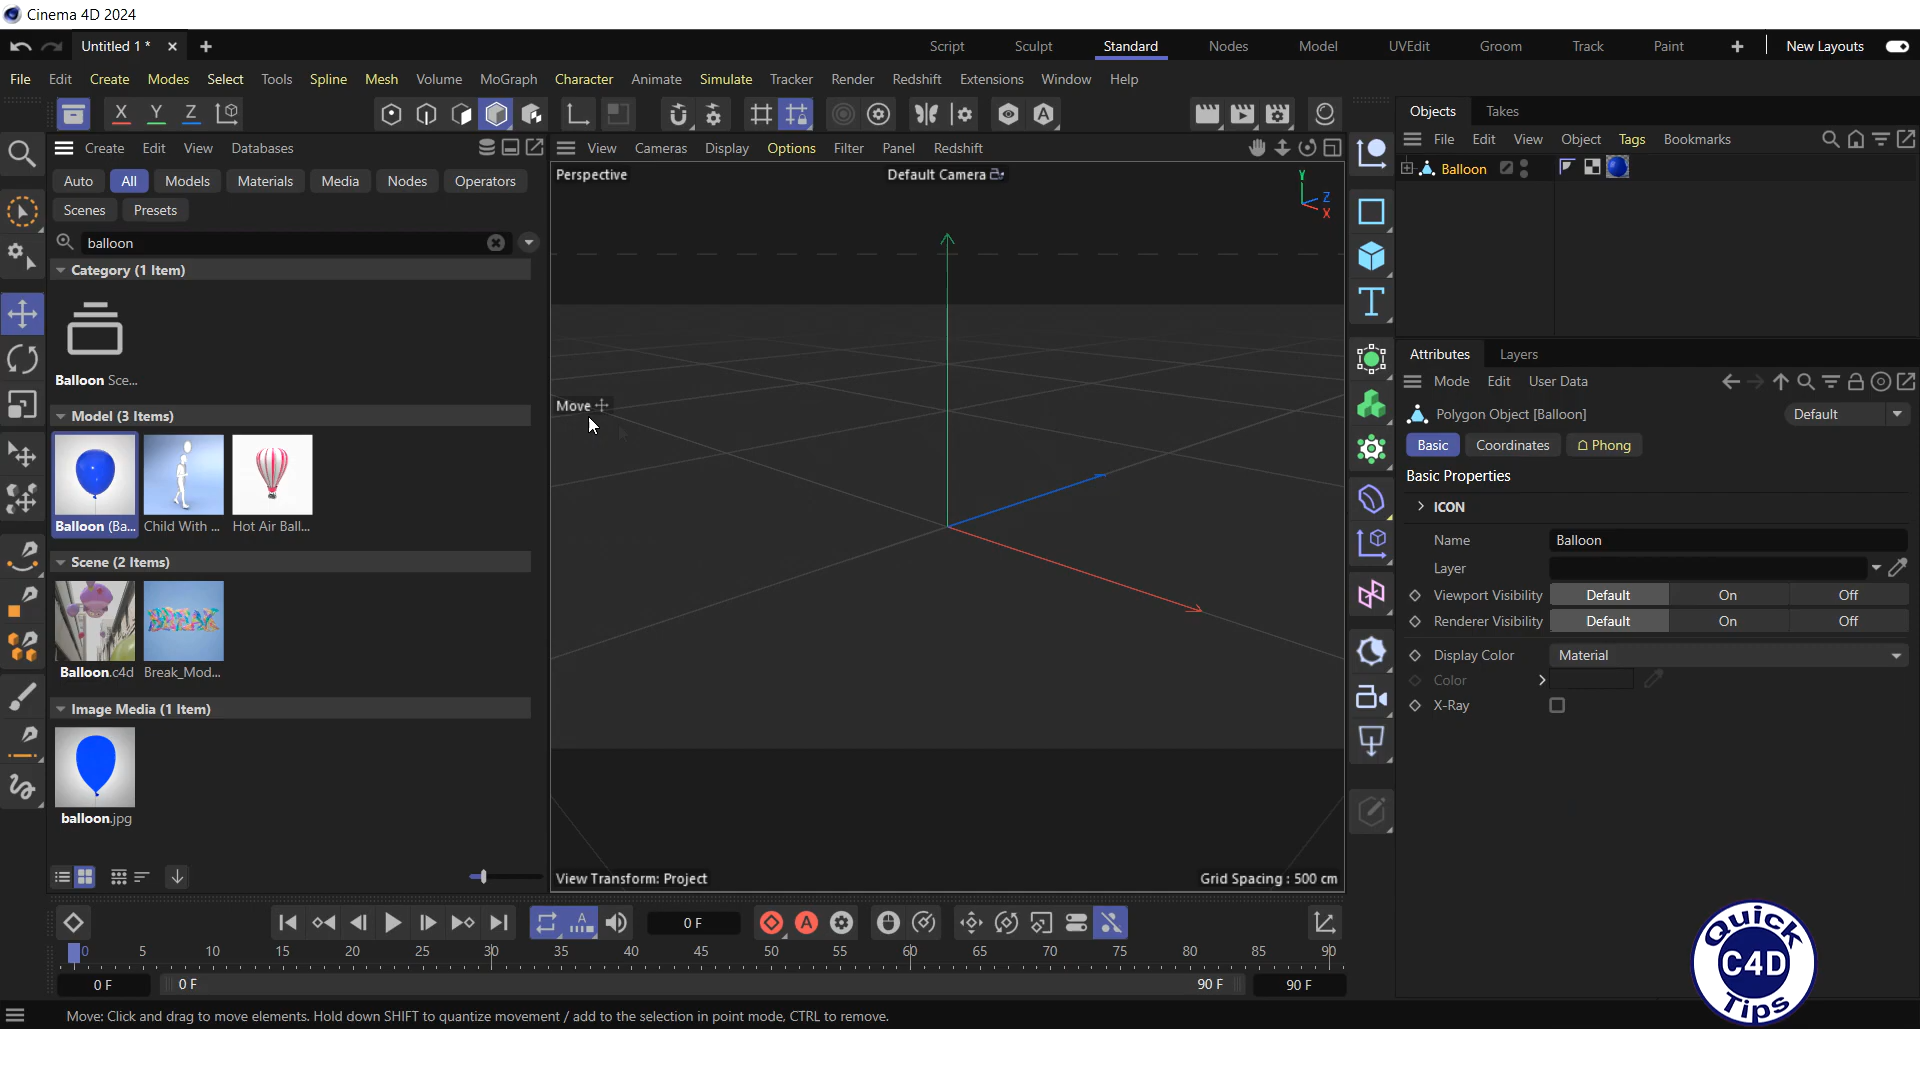 Cinema 4D 2024
Untitled 1 *
Script Sculpt Standard Nodes Model UVEdit Groom Track Paint New Layouts
File Edit Create Modes Select Tools Spline Mesh Volume MoGraph Character Animate Simulate Tracker Render Redshift Extensions Window Help
X Y Z
Create Edit View Databases
Auto All Models Materials Media Nodes Operators
Scenes Presets
balloon
Category (1 Item)
Balloon Sce...
Model (3 Items)
Balloon (Ba... Child With ... Hot Air Ball...
Scene (2 Items)
Balloon.c4d Break_Mod...
Image Media (1 Item)
balloon.jpg
View Cameras Display Options Filter Panel Redshift
Perspective
Default Camera
Y
Z
X
Move
View Transform: Project
Grid Spacing : 500 cm
Objects Takes
File Edit View Object Tags Bookmarks
Balloon
Attributes Layers
Mode Edit User Data
Polygon Object [Balloon]
Default
Basic Coordinates Phong
Basic Properties
ICON
Name Balloon
Layer
Viewport Visibility Default On Off
Renderer Visibility Default On Off
Display Color Material
Color
X-Ray
0 F
0 5 10 15 20 25 30 35 40 45 50 55 60 65 70 75 80 85 90
0 F 0 F 90 F 90 F
Move: Click and drag to move elements. Hold down SHIFT to quantize movement / add to the selection in point mode, CTRL to remove.
Quick
C4D
Tips